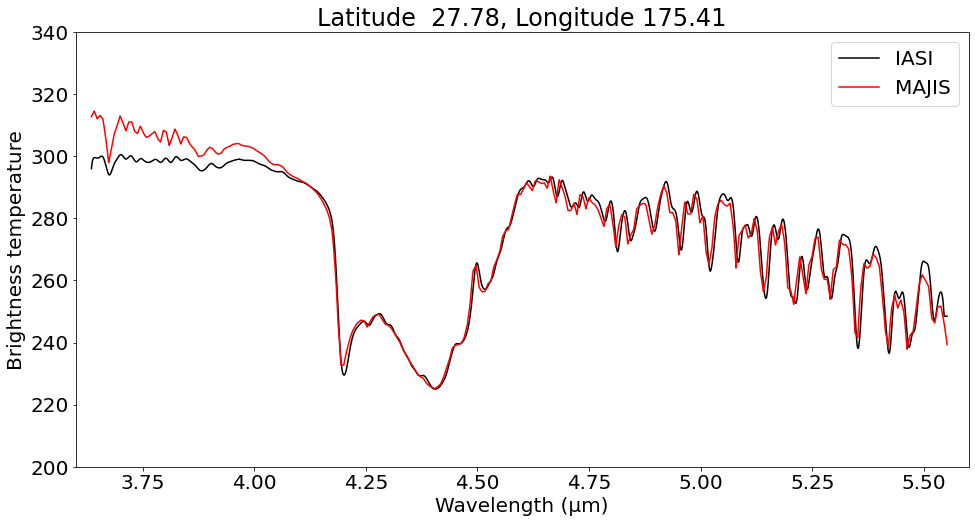 Latitude  27.78, Longitude 175.41
IASI
MAJIS
Brightness temperature
340
320
300
280
260
240
220
200
3.75 4.00 4.25 4.50 4.75 5.00 5.25 5.50
Wavelength (μm)